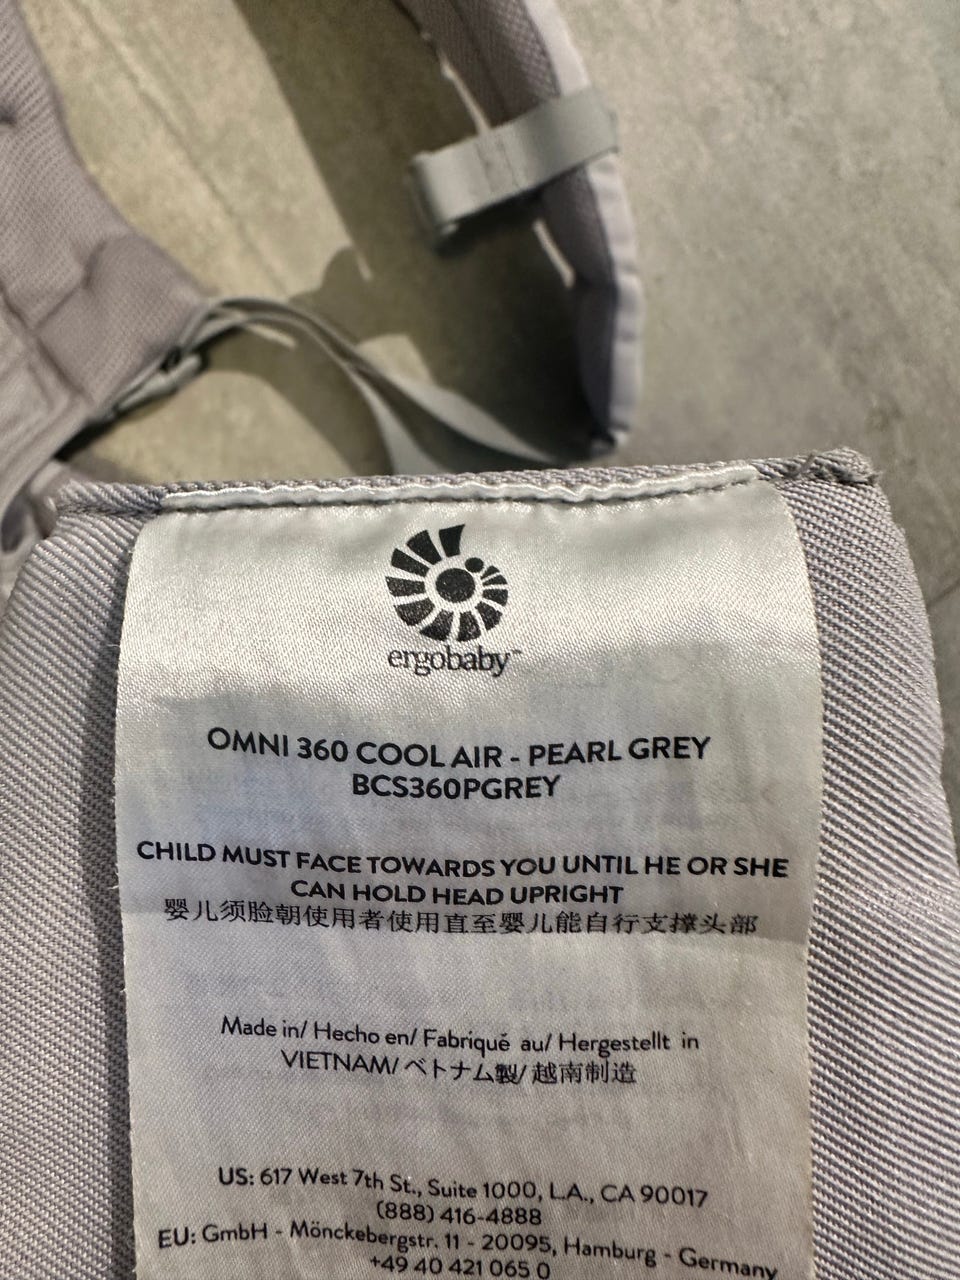 ergobaby™
OMNI 360 COOL AIR - PEARL GREY
BCS360PGREY
CHILD MUST FACE TOWARDS YOU UNTIL HE OR SHE
CAN HOLD HEAD UPRIGHT
婴儿须脸朝使用者使用直至婴儿能自行支撑头部
Made in/ Hecho en/ Fabriqué au/ Hergestellt in
VIETNAM/ ベトナム製/ 越南制造
US: 617 West 7th St., Suite 1000, L.A., CA 90017
(888) 416-4888
EU: GmbH - Mönckebergstr. 11 - 20095, Hamburg - Germany
+49 40 421 065 0